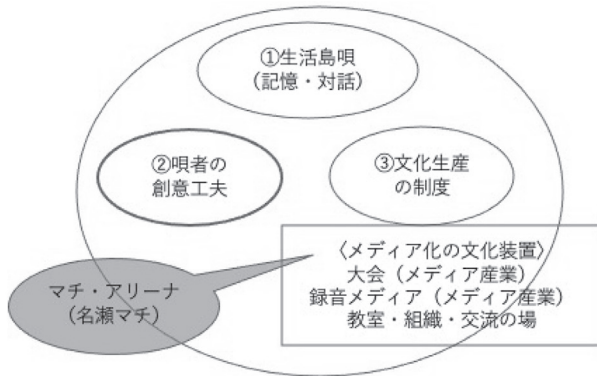 ①生活島唄
(記憶・対話)
②唄者の
創意工夫
③文化生産
の制度
〈メディア化の文化装置〉
大会（メディア産業）
録音メディア（メディア産業）
教室・組織・交流の場
マチ・アリーナ
(名瀬マチ)